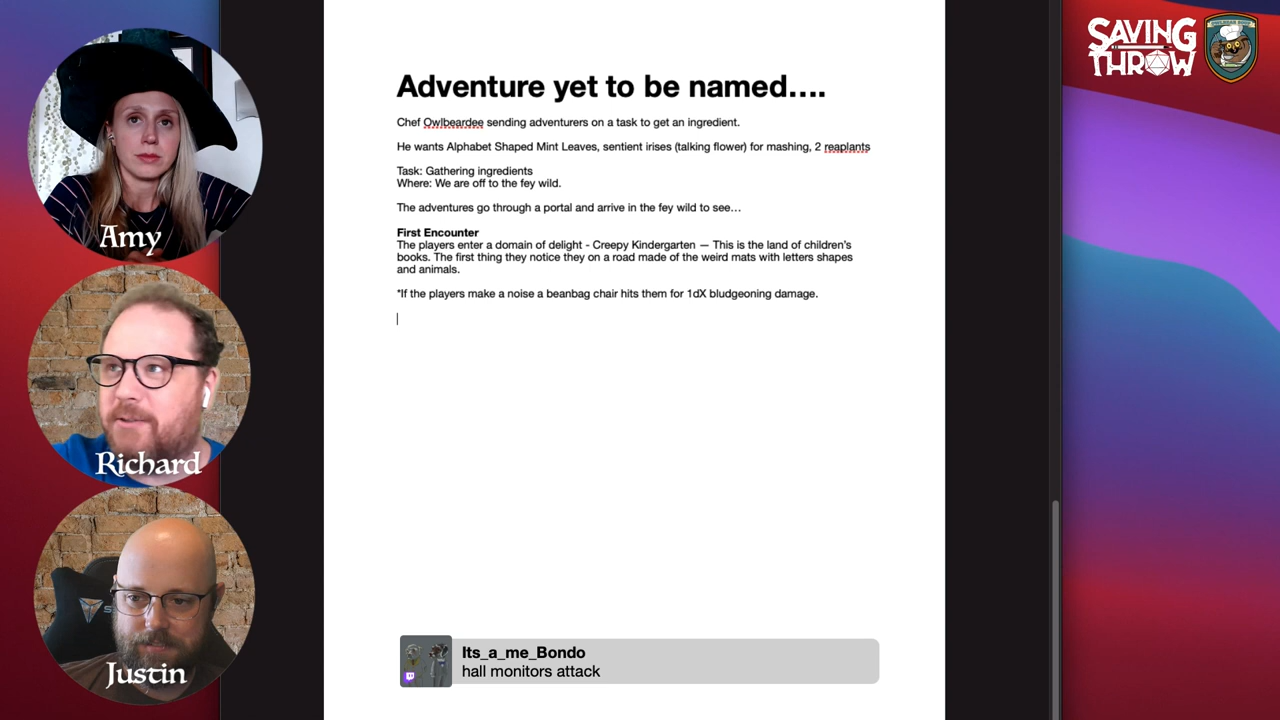 Adventure yet to be named....
Chef Owlbeardee sending adventurers on a task to get an ingredient.
He wants Alphabet Shaped Mint Leaves, sentient irises (talking flower) for mashing, 2 reaplants
Task: Gathering ingredients
Where: We are off to the fey wild.
The adventures go through a portal and arrive in the fey wild to see…
First Encounter
The players enter a domain of delight - Creepy Kindergarten — This is the land of children's
books. The first thing they notice they on a road made of the weird mats with letters shapes
and animals.
*If the players make a noise a beanbag chair hits them for 1dX bludgeoning damage.
Its_a_me_Bondo
hall monitors attack
Amy
Richard
Justin
SAVING
THROW